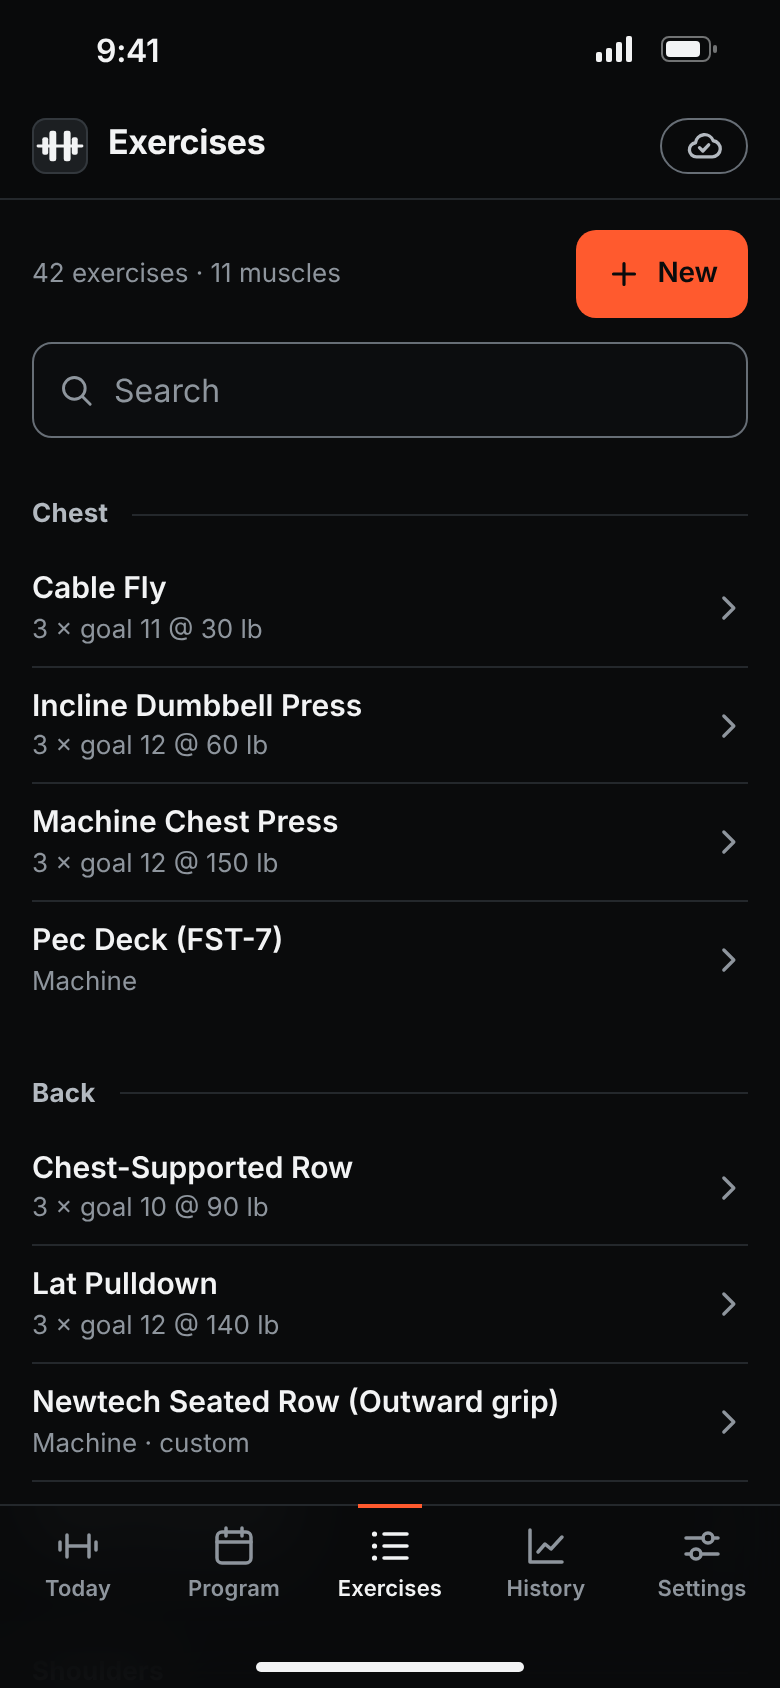 9:41
Exercises
42 exercises · 11 muscles
New
Search
Chest
Cable Fly
3 × goal 11 @ 30 lb
Incline Dumbbell Press
3 × goal 12 @ 60 lb
Machine Chest Press
3 × goal 12 @ 150 lb
Pec Deck (FST-7)
Machine
Back
Chest-Supported Row
3 × goal 10 @ 90 lb
Lat Pulldown
3 × goal 12 @ 140 lb
Newtech Seated Row (Outward grip)
Machine · custom
Today
Program
Exercises
History
Settings
Shoulders